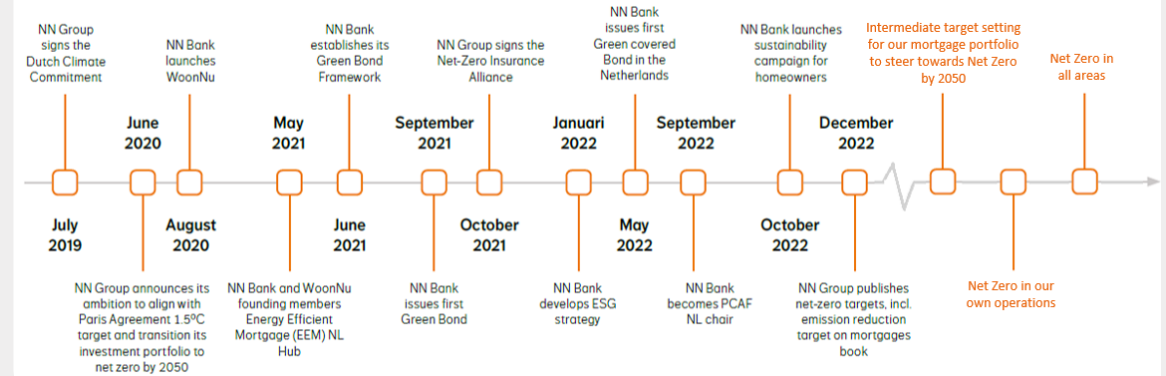 NN Group
signs the
Dutch Climate
Commitment
July
2019
June
2020
NN Group announces its
ambition to align with
Paris Agreement 1.5ºC
target and transition its
investment portfolio to
net zero by 2050
NN Bank
launches
WoonNu
August
2020
May
2021
NN Bank and WoonNu
founding members
Energy Efficient
Mortgage (EEM) NL
Hub
NN Bank
establishes its
Green Bond
Framework
June
2021
September
2021
NN Bank
issues first
Green Bond
NN Group signs the
Net-Zero Insurance
Alliance
October
2021
Januari
2022
NN Bank
develops ESG
strategy
NN Bank
issues first
Green covered
Bond in the
Netherlands
May
2022
September
2022
NN Bank
becomes PCAF
NL chair
NN Bank launches
sustainability
campaign for
homeowners
October
2022
December
2022
NN Group publishes
net-zero targets, incl.
emission reduction
target on mortgages
book
Intermediate target setting
for our mortgage portfolio
to steer towards Net Zero
by 2050
Net Zero in our
own operations
Net Zero in
all areas